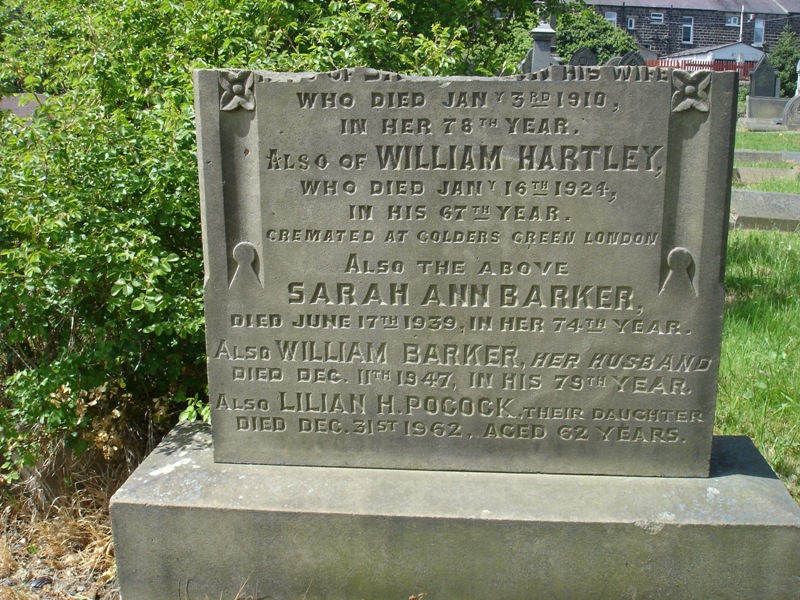 OF HIS WIFE
WHO DIED JANY 3RD 1910,
IN HER 78TH YEAR.
ALSO OF WILLIAM HARTLEY,
WHO DIED JANY 16TH 1924,
IN HIS 67TH YEAR.
CREMATED AT GOLDERS GREEN LONDON
ALSO THE ABOVE
SARAH ANN BARKER,
DIED JUNE 17TH 1939, IN HER 74TH YEAR.
ALSO WILLIAM BARKER, HER HUSBAND
DIED DEC. 11TH 1947, IN HIS 79TH YEAR.
ALSO LILIAN H. POCOCK, THEIR DAUGHTER
DIED DEC. 31ST 1962, AGED 62 YEARS.